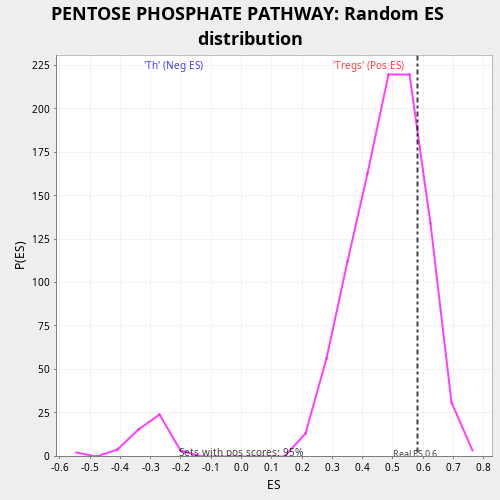 PENTOSE PHOSPHATE PATHWAY: Random ES
distribution
'Th' (Neg ES) 'Tregs' (Pos ES)
225
200
175
150
125
100
75
50
25
0
P(ES)
Sets with pos scores: 95%
Real ES 0.6
-0.6 -0.5 -0.4 -0.3 -0.2 -0.1 0.0 0.1 0.2 0.3 0.4 0.5 0.6 0.7 0.8
ES